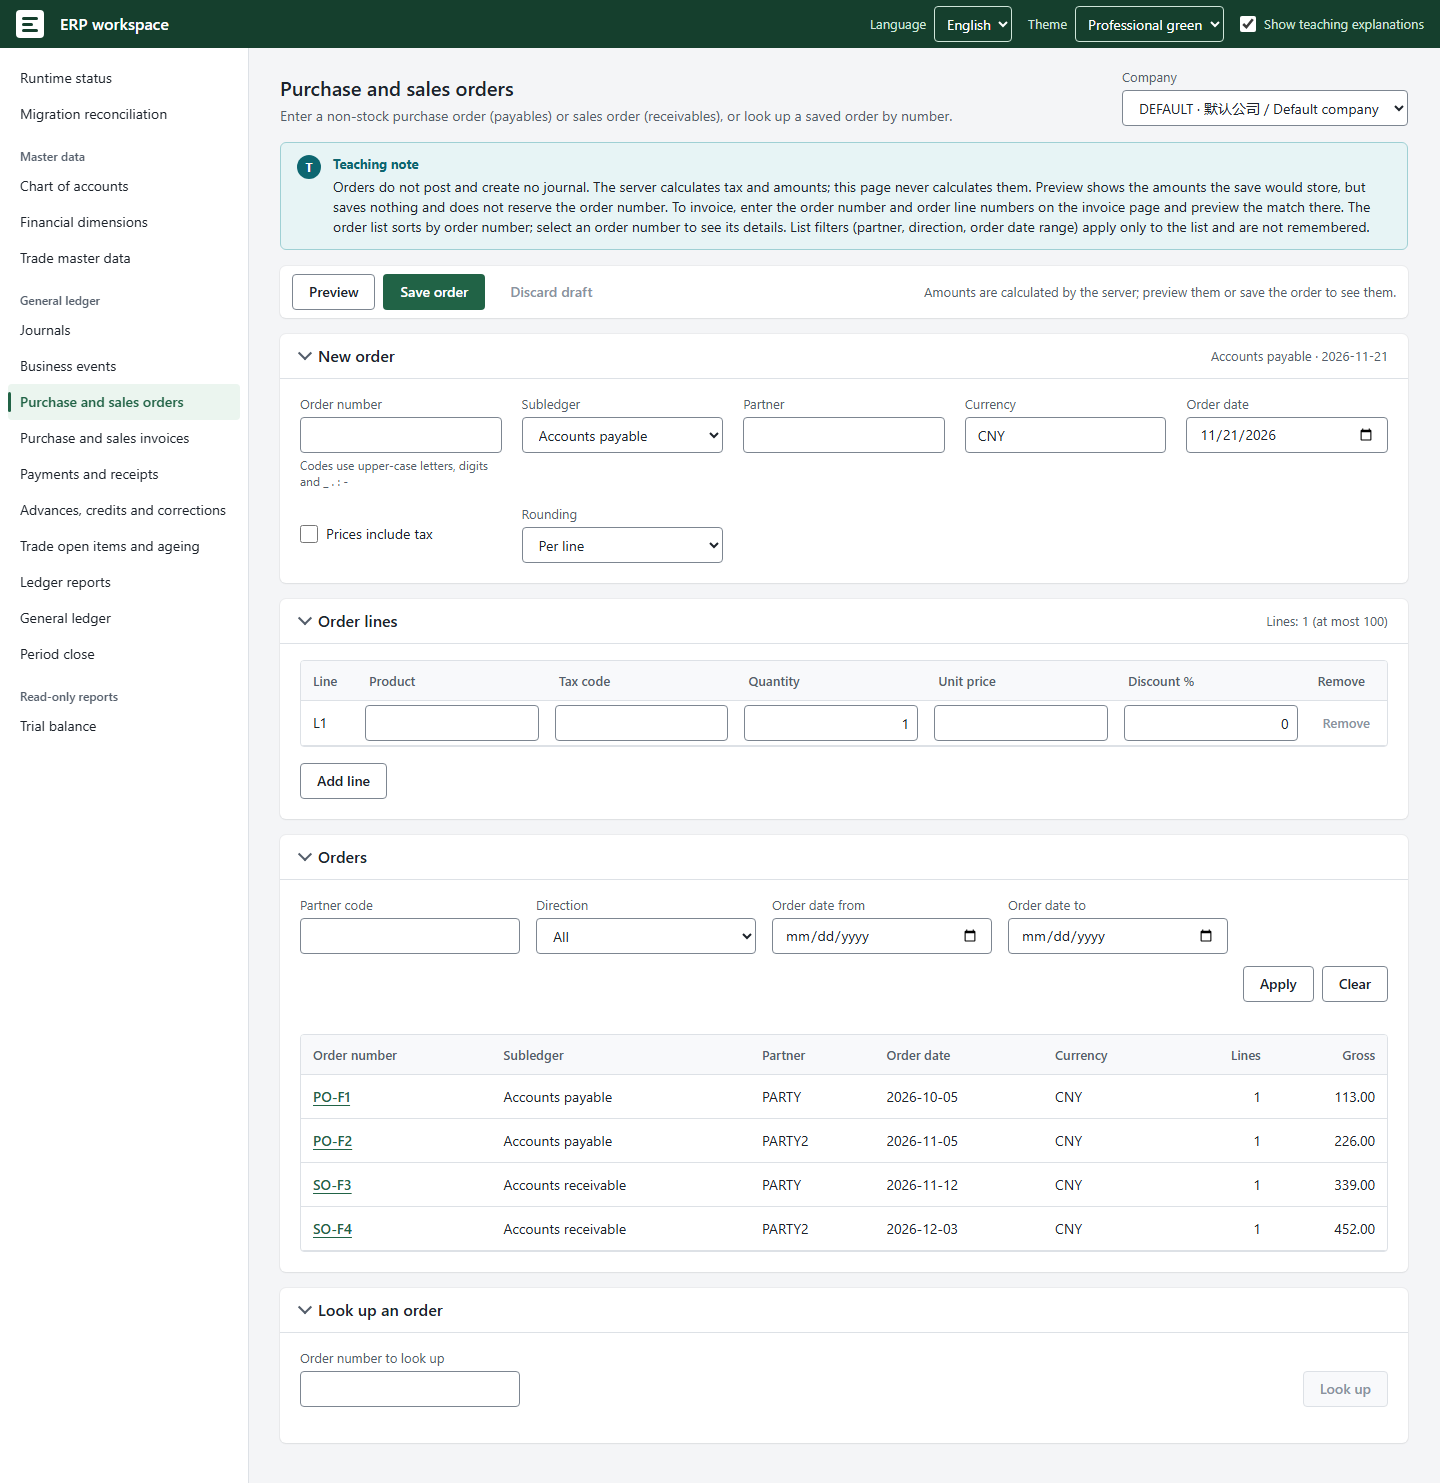 ERP workspace
Language English Theme Professional green Show teaching explanations
Runtime status
Migration reconciliation
Master data
Chart of accounts
Financial dimensions
Trade master data
General ledger
Journals
Business events
Purchase and sales orders
Purchase and sales invoices
Payments and receipts
Advances, credits and corrections
Trade open items and ageing
Ledger reports
General ledger
Period close
Read-only reports
Trial balance
Purchase and sales orders
Enter a non-stock purchase order (payables) or sales order (receivables), or look up a saved order by number.
Company
DEFAULT · 默认公司 / Default company
T Teaching note
Orders do not post and create no journal. The server calculates tax and amounts; this page never calculates them. Preview shows the amounts the save would store, but
saves nothing and does not reserve the order number. To invoice, enter the order number and order line numbers on the invoice page and preview the match there. The
order list sorts by order number; select an order number to see its details. List filters (partner, direction, order date range) apply only to the list and are not remembered.
Preview Save order Discard draft Amounts are calculated by the server; preview them or save the order to see them.
New order Accounts payable · 2026-11-21
Order number Subledger Partner Currency Order date
Accounts payable CNY 11/21/2026
Codes use upper-case letters, digits
and _ . : -
Rounding
Prices include tax Per line
Order lines Lines: 1 (at most 100)
Line Product Tax code Quantity Unit price Discount % Remove
L1 1 0 Remove
Add line
Orders
Partner code Direction Order date from Order date to
All mm/dd/yyyy mm/dd/yyyy
Apply Clear
Order number Subledger Partner Order date Currency Lines Gross
PO-F1 Accounts payable PARTY 2026-10-05 CNY 1 113.00
PO-F2 Accounts payable PARTY2 2026-11-05 CNY 1 226.00
SO-F3 Accounts receivable PARTY 2026-11-12 CNY 1 339.00
SO-F4 Accounts receivable PARTY2 2026-12-03 CNY 1 452.00
Look up an order
Order number to look up
Look up